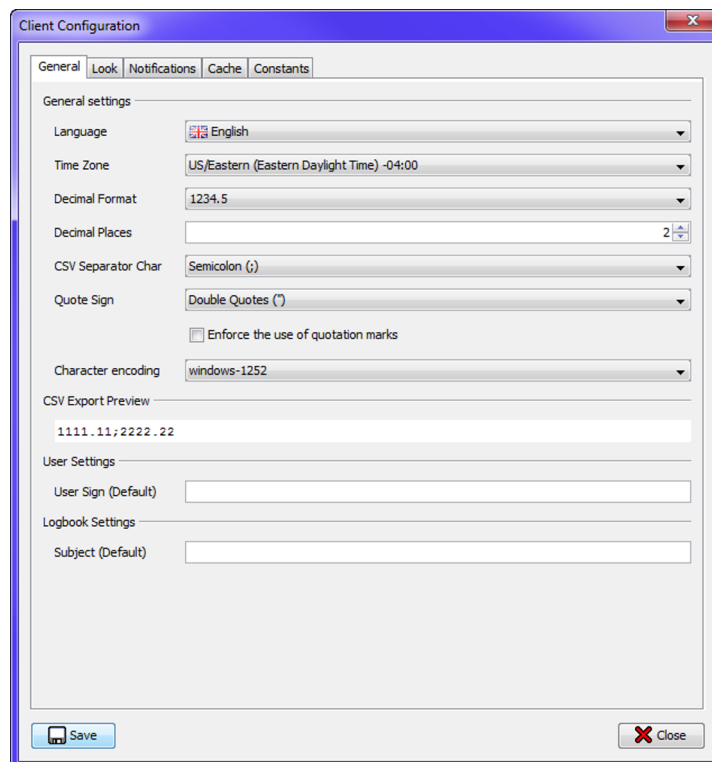 Client Configuration
General Look Notifications Cache Constants
General settings
Language English
Time Zone US/Eastern (Eastern Daylight Time) -04:00
Decimal Format 1234.5
Decimal Places 2
CSV Separator Char Semicolon (;)
Quote Sign Double Quotes (")
Enforce the use of quotation marks
Character encoding windows-1252
CSV Export Preview
1111.11;2222.22
User Settings
User Sign (Default)
Logbook Settings
Subject (Default)
Save Close